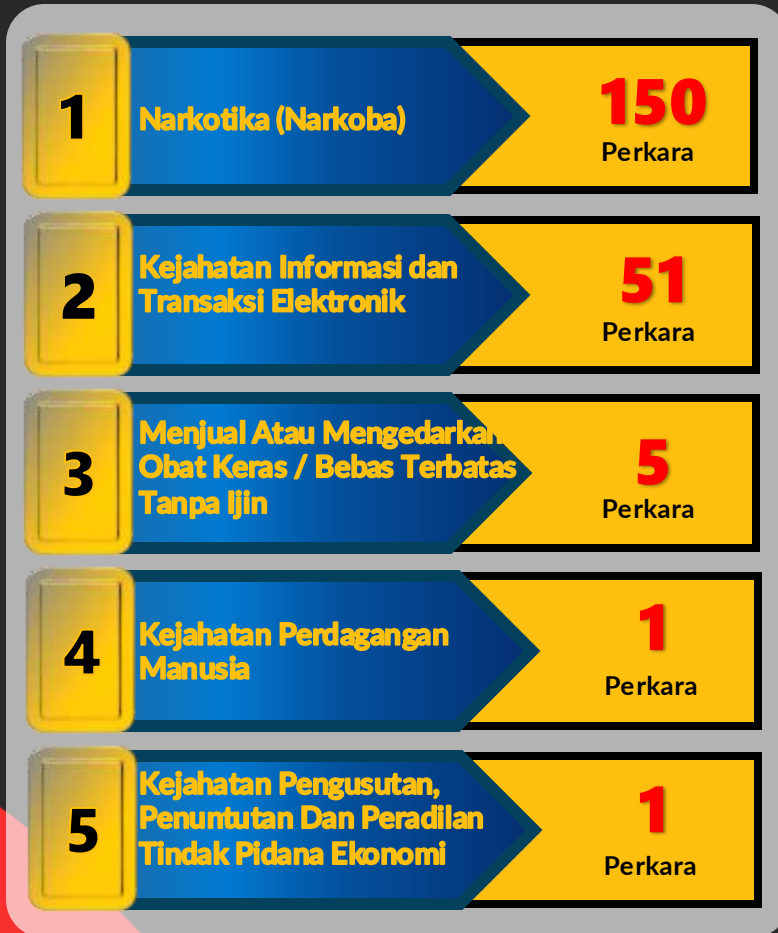 1
Narkotika (Narkoba)
150
Perkara
2
Kejahatan Informasi dan
Transaksi Elektronik
51
Perkara
3
Menjual Atau Mengedarkan
Obat Keras / Bebas Terbatas
Tanpa Ijin
5
Perkara
4
Kejahatan Perdagangan
Manusia
1
Perkara
5
Kejahatan Pengusutan,
Penuntutan Dan Peradilan
Tindak Pidana Ekonomi
1
Perkara